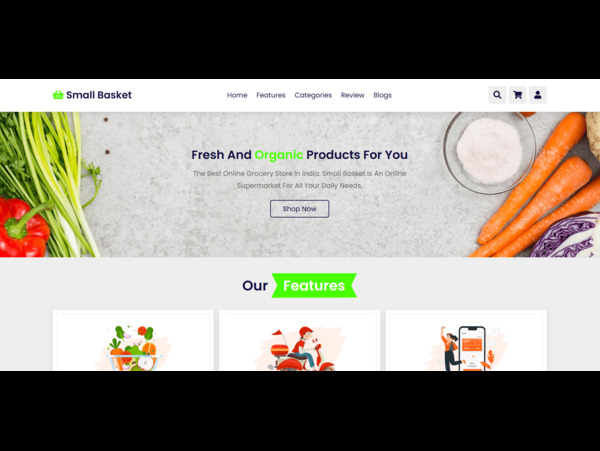 Small Basket
Home Features Categories Review Blogs
Fresh And Organic Products For You
The Best Online Grocery Store In India. Small Basket Is An Online
Supermarket For All Your Daily Needs.
Shop Now
Our Features